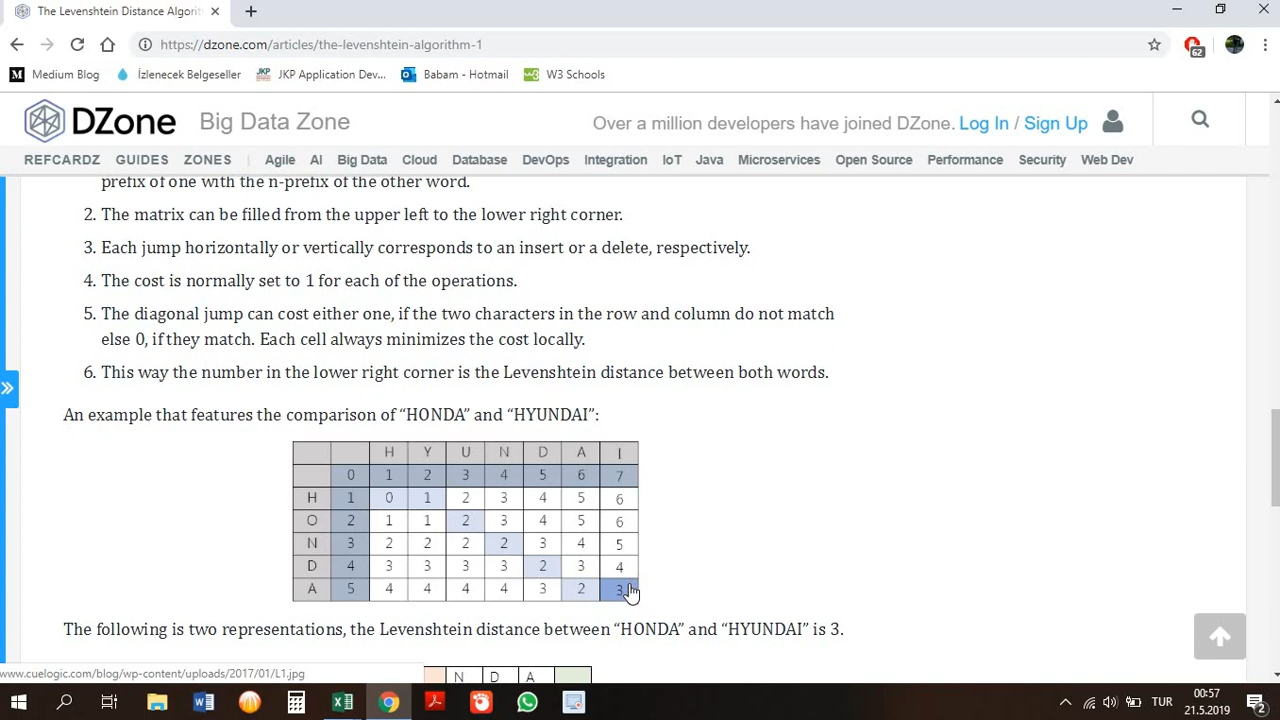 The Levenshtein Distance Algorit
https://dzone.com/articles/the-levenshtein-algorithm-1
62
M Medium Blog İzlenecek Belgeseller JKP JKP Application Dev... Babam - Hotmail w3 W3 Schools
DZone Big Data Zone Over a million developers have joined DZone. Log In / Sign Up
REFCARDZ GUIDES ZONES Agile AI Big Data Cloud Database DevOps Integration IoT Java Microservices Open Source Performance Security Web Dev
prefix of one with the n-prefix of the other word.
2. The matrix can be filled from the upper left to the lower right corner.
3. Each jump horizontally or vertically corresponds to an insert or a delete, respectively.
4. The cost is normally set to 1 for each of the operations.
5. The diagonal jump can cost either one, if the two characters in the row and column do not match
else 0, if they match. Each cell always minimizes the cost locally.
6. This way the number in the lower right corner is the Levenshtein distance between both words.
An example that features the comparison of “HONDA” and “HYUNDAI”:
H Y U N D A I
0 1 2 3 4 5 6 7
H 1 0 1 2 3 4 5 6
O 2 1 1 2 3 4 5 6
N 3 2 2 2 2 3 4 5
D 4 3 3 3 3 2 3 4
A 5 4 4 4 4 3 2 3
The following is two representations, the Levenshtein distance between “HONDA” and “HYUNDAI” is 3.
www.cuelogic.com/blog/wp-content/uploads/2017/01/L1.jpg
N D A
TUR 00:57
21.5.2019 2